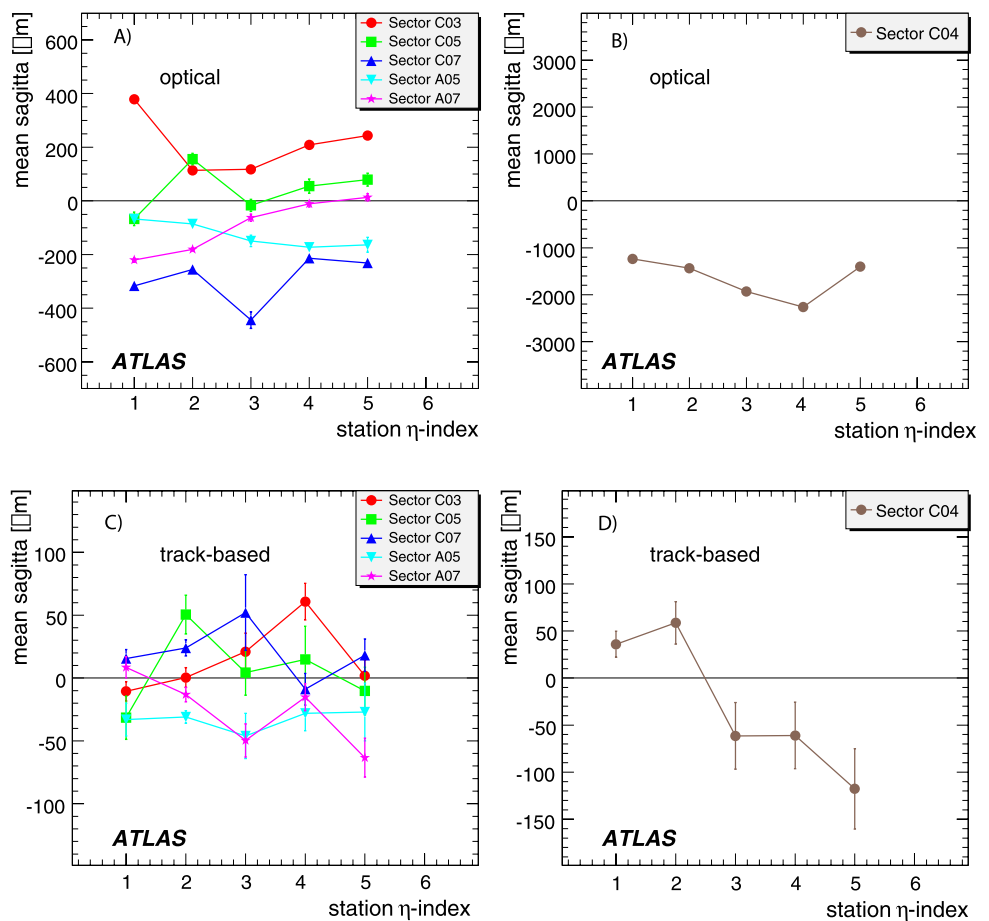 A)
optical
mean sagitta [□m]
Sector C03
Sector C05
Sector C07
Sector A05
Sector A07
600
400
200
0
-200
-400
-600
ATLAS
1 2 3 4 5 6
station η-index
B)
optical
mean sagitta [□m]
Sector C04
3000
2000
1000
0
-1000
-2000
-3000
ATLAS
1 2 3 4 5 6
station η-index
C)
track-based
mean sagitta [□m]
Sector C03
Sector C05
Sector C07
Sector A05
Sector A07
100
50
0
-50
-100
ATLAS
1 2 3 4 5 6
station η-index
D)
track-based
mean sagitta [□m]
Sector C04
150
100
50
0
-50
-100
-150
ATLAS
1 2 3 4 5 6
station η-index